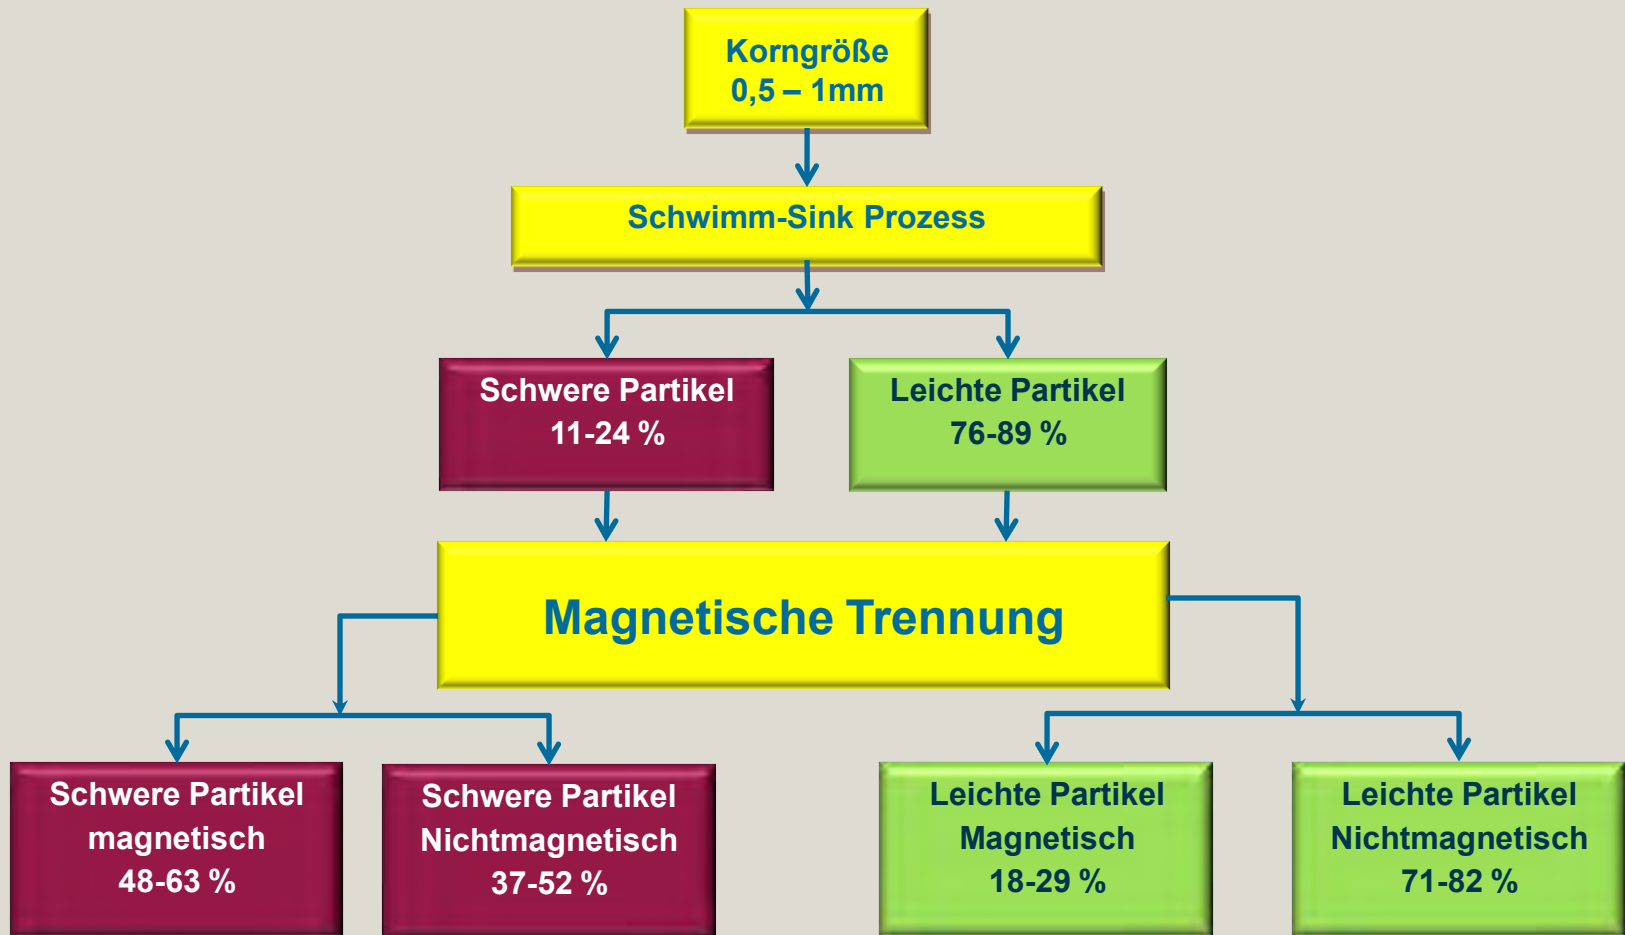 Korngröße
0,5 – 1mm
Schwimm-Sink Prozess
Schwere Partikel
11-24 %
Leichte Partikel
76-89 %
Magnetische Trennung
Schwere Partikel
magnetisch
48-63 %
Schwere Partikel
Nichtmagnetisch
37-52 %
Leichte Partikel
Magnetisch
18-29 %
Leichte Partikel
Nichtmagnetisch
71-82 %